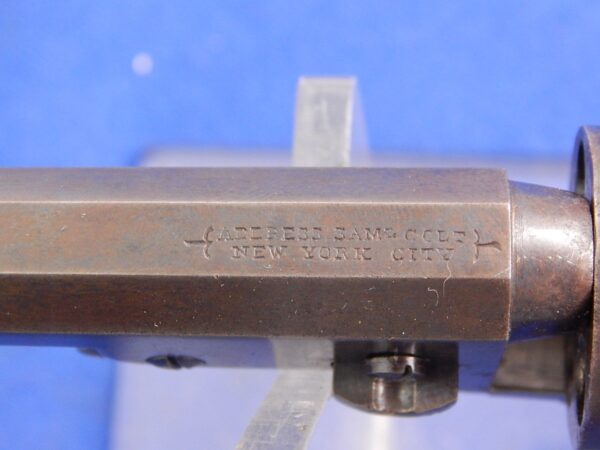 ADDRESS SAML COLT
NEW YORK CITY